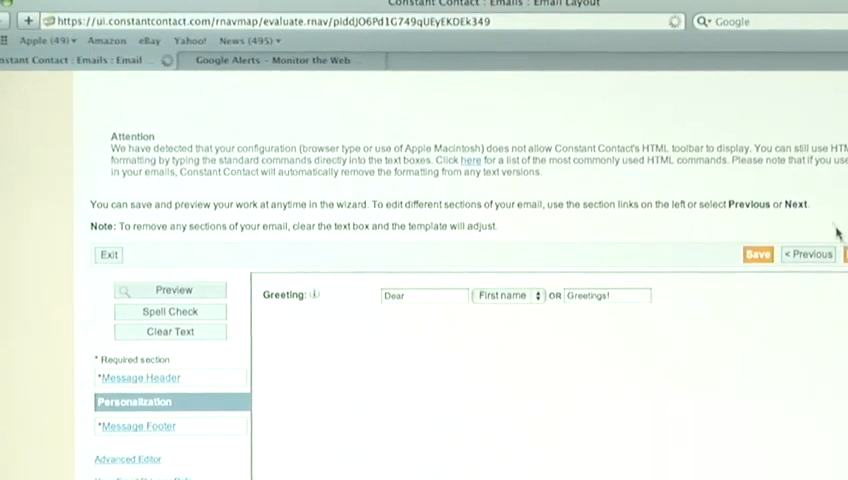 Constant Contact : Emails : Email Layout
https://ui.constantcontact.com/rnavmap/evaluate.rnav/piddJO6Pd1G749qUEyEKDEk349
Google
Apple (49) Amazon eBay Yahoo! News (495)
nstant Contact : Emails : Email ... Google Alerts - Monitor the Web ...
Attention
We have detected that your configuration (browser type or use of Apple Macintosh) does not allow Constant Contact's HTML toolbar to display. You can still use HTM
formatting by typing the standard commands directly into the text boxes. Click here for a list of the most commonly used HTML commands. Please note that if you use
in your emails, Constant Contact will automatically remove the formatting from any text versions.
You can save and preview your work at anytime in the wizard. To edit different sections of your email, use the section links on the left or select Previous or Next.
Note: To remove any sections of your email, clear the text box and the template will adjust.
Exit Save < Previous
Preview
Greeting: Dear First name OR Greetings!
Spell Check
Clear Text
* Required section
*Message Header
Personalization
*Message Footer
Advanced Editor